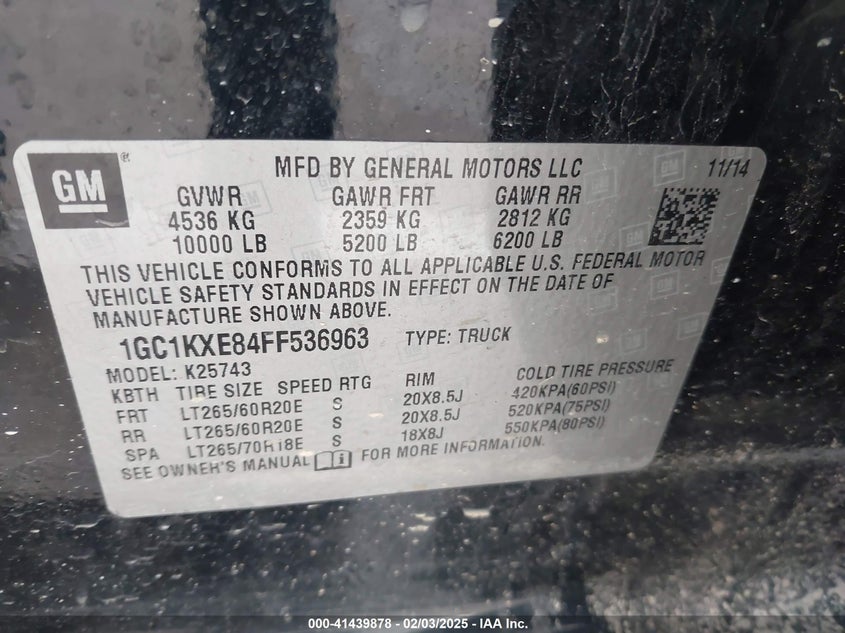 GM
MFD BY GENERAL MOTORS LLC 11/14
GVWR GAWR FRT GAWR RR
4536 KG 2359 KG 2812 KG
10000 LB 5200 LB 6200 LB
THIS VEHICLE CONFORMS TO ALL APPLICABLE U.S. FEDERAL MOTOR
VEHICLE SAFETY STANDARDS IN EFFECT ON THE DATE OF
MANUFACTURE SHOWN ABOVE.
1GC1KXE84FF536963 TYPE: TRUCK
MODEL: K25743
KBTH TIRE SIZE SPEED RTG RIM COLD TIRE PRESSURE
FRT LT265/60R20E S 20X8.5J 420KPA(60PSI)
RR LT265/60R20E S 20X8.5J 520KPA(75PSI)
SPA LT265/70R18E S 18X8J 550KPA(80PSI)
SEE OWNER'S MANUAL FOR MORE INFORMATION.
000-41439878 — 02/03/2025 — IAA Inc.